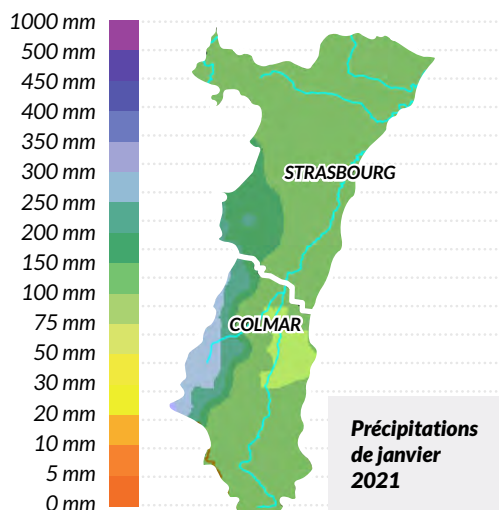 1000 mm
500 mm
450 mm
400 mm
350 mm
300 mm
250 mm
200 mm
150 mm
100 mm
75 mm
50 mm
30 mm
20 mm
10 mm
5 mm
0 mm
STRASBOURG
COLMAR
Précipitations
de janvier
2021